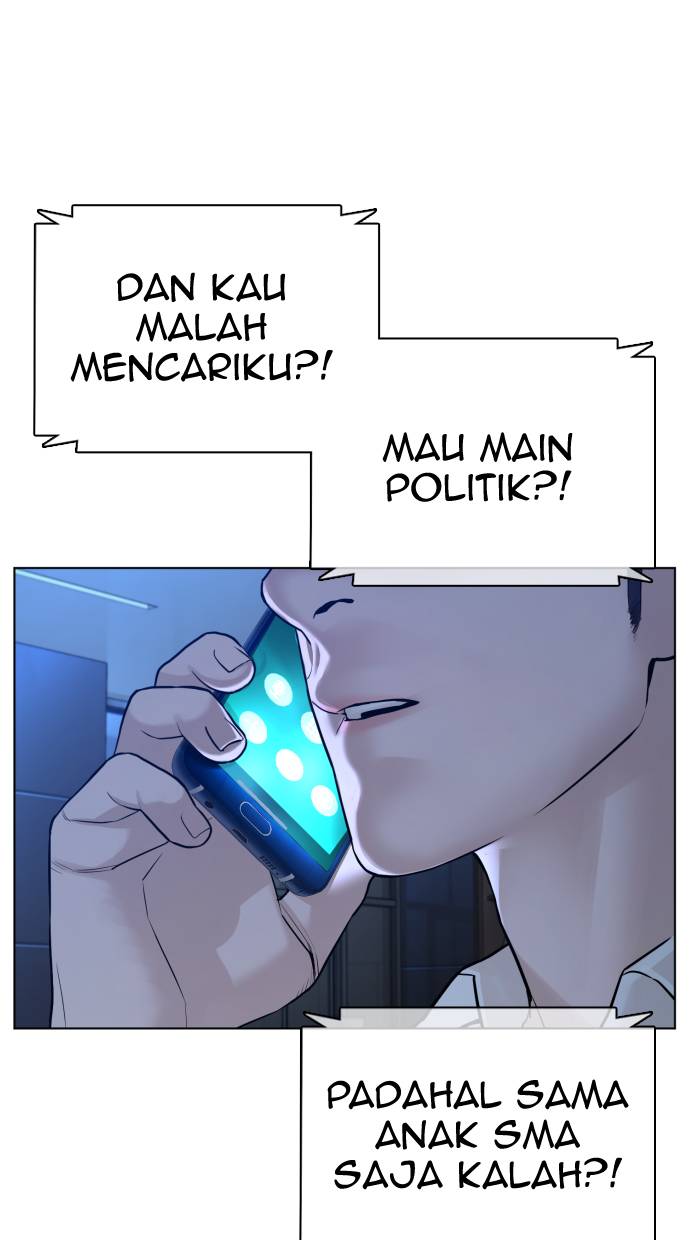 DAN KAU
MALAH
MENCARIKU?!
MAU MAIN
POLITIK?!
PADAHAL SAMA
ANAK SMA
SAJA KALAH?!